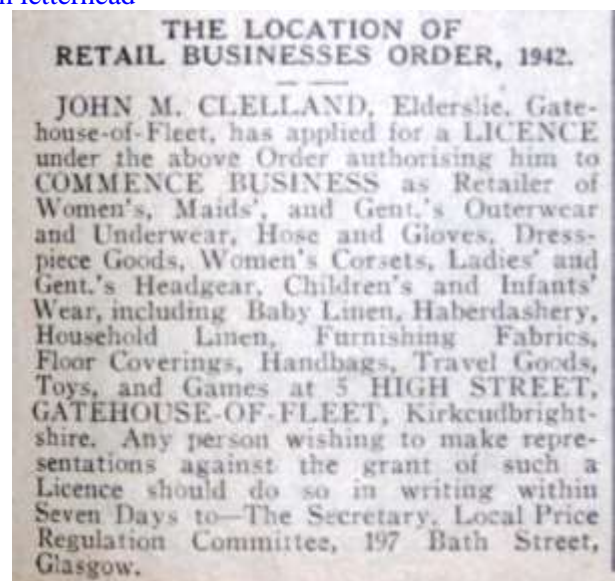 letterhead
THE LOCATION OF
RETAIL BUSINESSES ORDER, 1942.
JOHN M. CLELLAND, Elderslie, Gate-
house-of-Fleet, has applied for a LICENCE
under the above Order authorising him to
COMMENCE BUSINESS as Retailer of
Women's, Maids', and Gent.'s Outerwear
and Underwear, Hose and Gloves, Dress-
piece Goods, Women's Corsets, Ladies' and
Gent.'s Headgear, Children's and Infants'
Wear, including Baby Linen, Haberdashery,
Household Linen, Furnishing Fabrics,
Floor Coverings, Handbags, Travel Goods,
Toys, and Games at 5 HIGH STREET,
GATEHOUSE-OF-FLEET, Kirkcudbright-
shire. Any person wishing to make repre-
sentations against the grant of such a
Licence should do so in writing within
Seven Days to—The Secretary, Local Price
Regulation Committee, 197 Bath Street,
Glasgow.